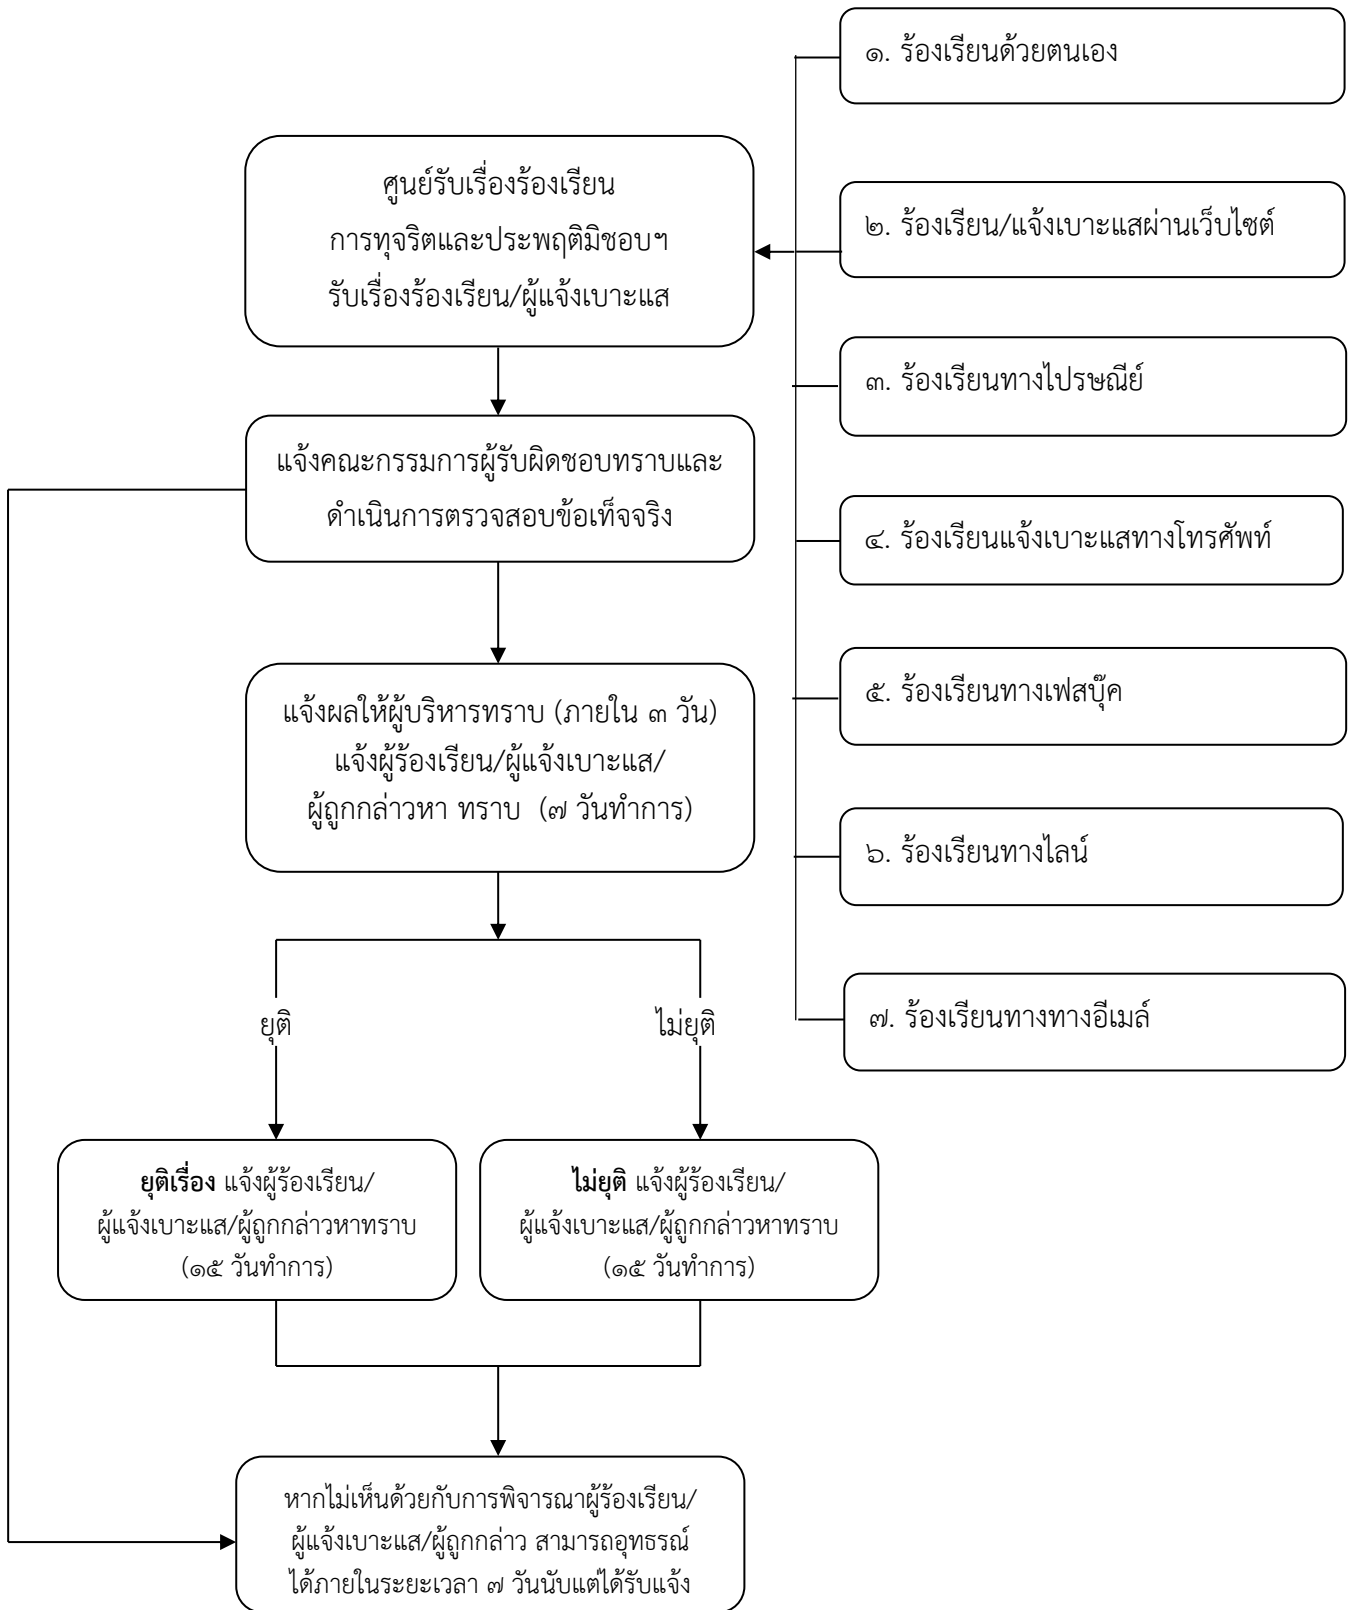 ๑. ร้องเรียนด้วยตนเอง
ศูนย์รับเรื่องร้องเรียน
การทุจริตและประพฤติมิชอบฯ
รับเรื่องร้องเรียน/ผู้แจ้งเบาะแส
๒. ร้องเรียน/แจ้งเบาะแสผ่านเว็บไซต์
๓. ร้องเรียนทางไปรษณีย์
แจ้งคณะกรรมการผู้รับผิดชอบทราบและ
ดำเนินการตรวจสอบข้อเท็จจริง
๔. ร้องเรียนแจ้งเบาะแสทางโทรศัพท์
แจ้งผลให้ผู้บริหารทราบ (ภายใน ๓ วัน)
แจ้งผู้ร้องเรียน/ผู้แจ้งเบาะแส/
ผู้ถูกกล่าวหา ทราบ (๗ วันทำการ)
๕. ร้องเรียนทางเฟสบุ๊ค
๖. ร้องเรียนทางไลน์
๗. ร้องเรียนทางทางอีเมล์
ยุติ
ไม่ยุติ
ยุติเรื่อง แจ้งผู้ร้องเรียน/
ผู้แจ้งเบาะแส/ผู้ถูกกล่าวหาทราบ
(๑๕ วันทำการ)
ไม่ยุติ แจ้งผู้ร้องเรียน/
ผู้แจ้งเบาะแส/ผู้ถูกกล่าวหาทราบ
(๑๕ วันทำการ)
หากไม่เห็นด้วยกับการพิจารณาผู้ร้องเรียน/
ผู้แจ้งเบาะแส/ผู้ถูกกล่าว สามารถอุทธรณ์
ได้ภายในระยะเวลา ๗ วันนับแต่ได้รับแจ้ง